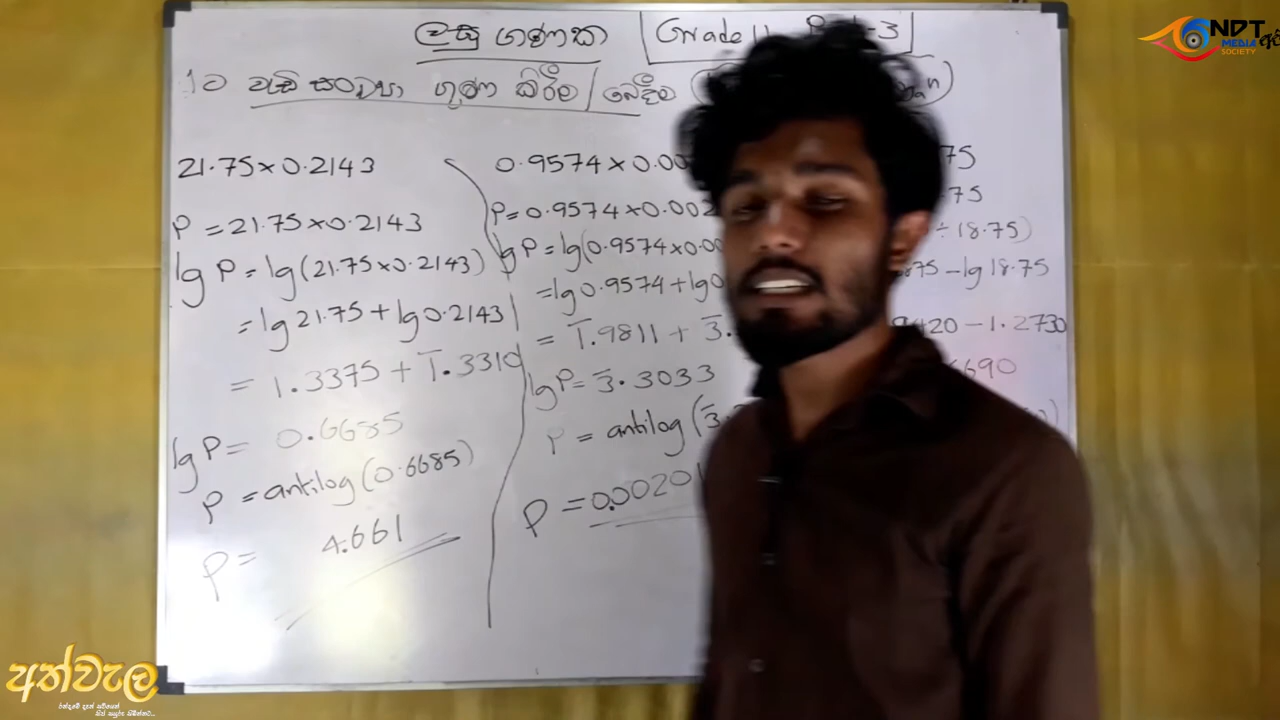 ලඝු ගණක
Grade 11
-3
NDT
MEDIA
SOCIETY
21.75×0.2143
P = 21.75×0.2143
lg P = lg(21.75×0.2143)
= lg 21.75 + lg 0.2143
= 1.3375 + 1̅.3310
lg P = 0.6685
P = antilog(0.6685)
P = 4.661
0.9574×0.00
P = 0.9574×0.002
lg P = lg(0.9574×0.00
= lg 0.9574 + lg 0
= 1̅.9811 + 3̅.
lg P = 3̅.3033
P = antilog(3̅.
P = 0.00201
75
.75
÷ 18.75)
875 - lg 18.75
9420 - 1.2730
6690
අත්වැල